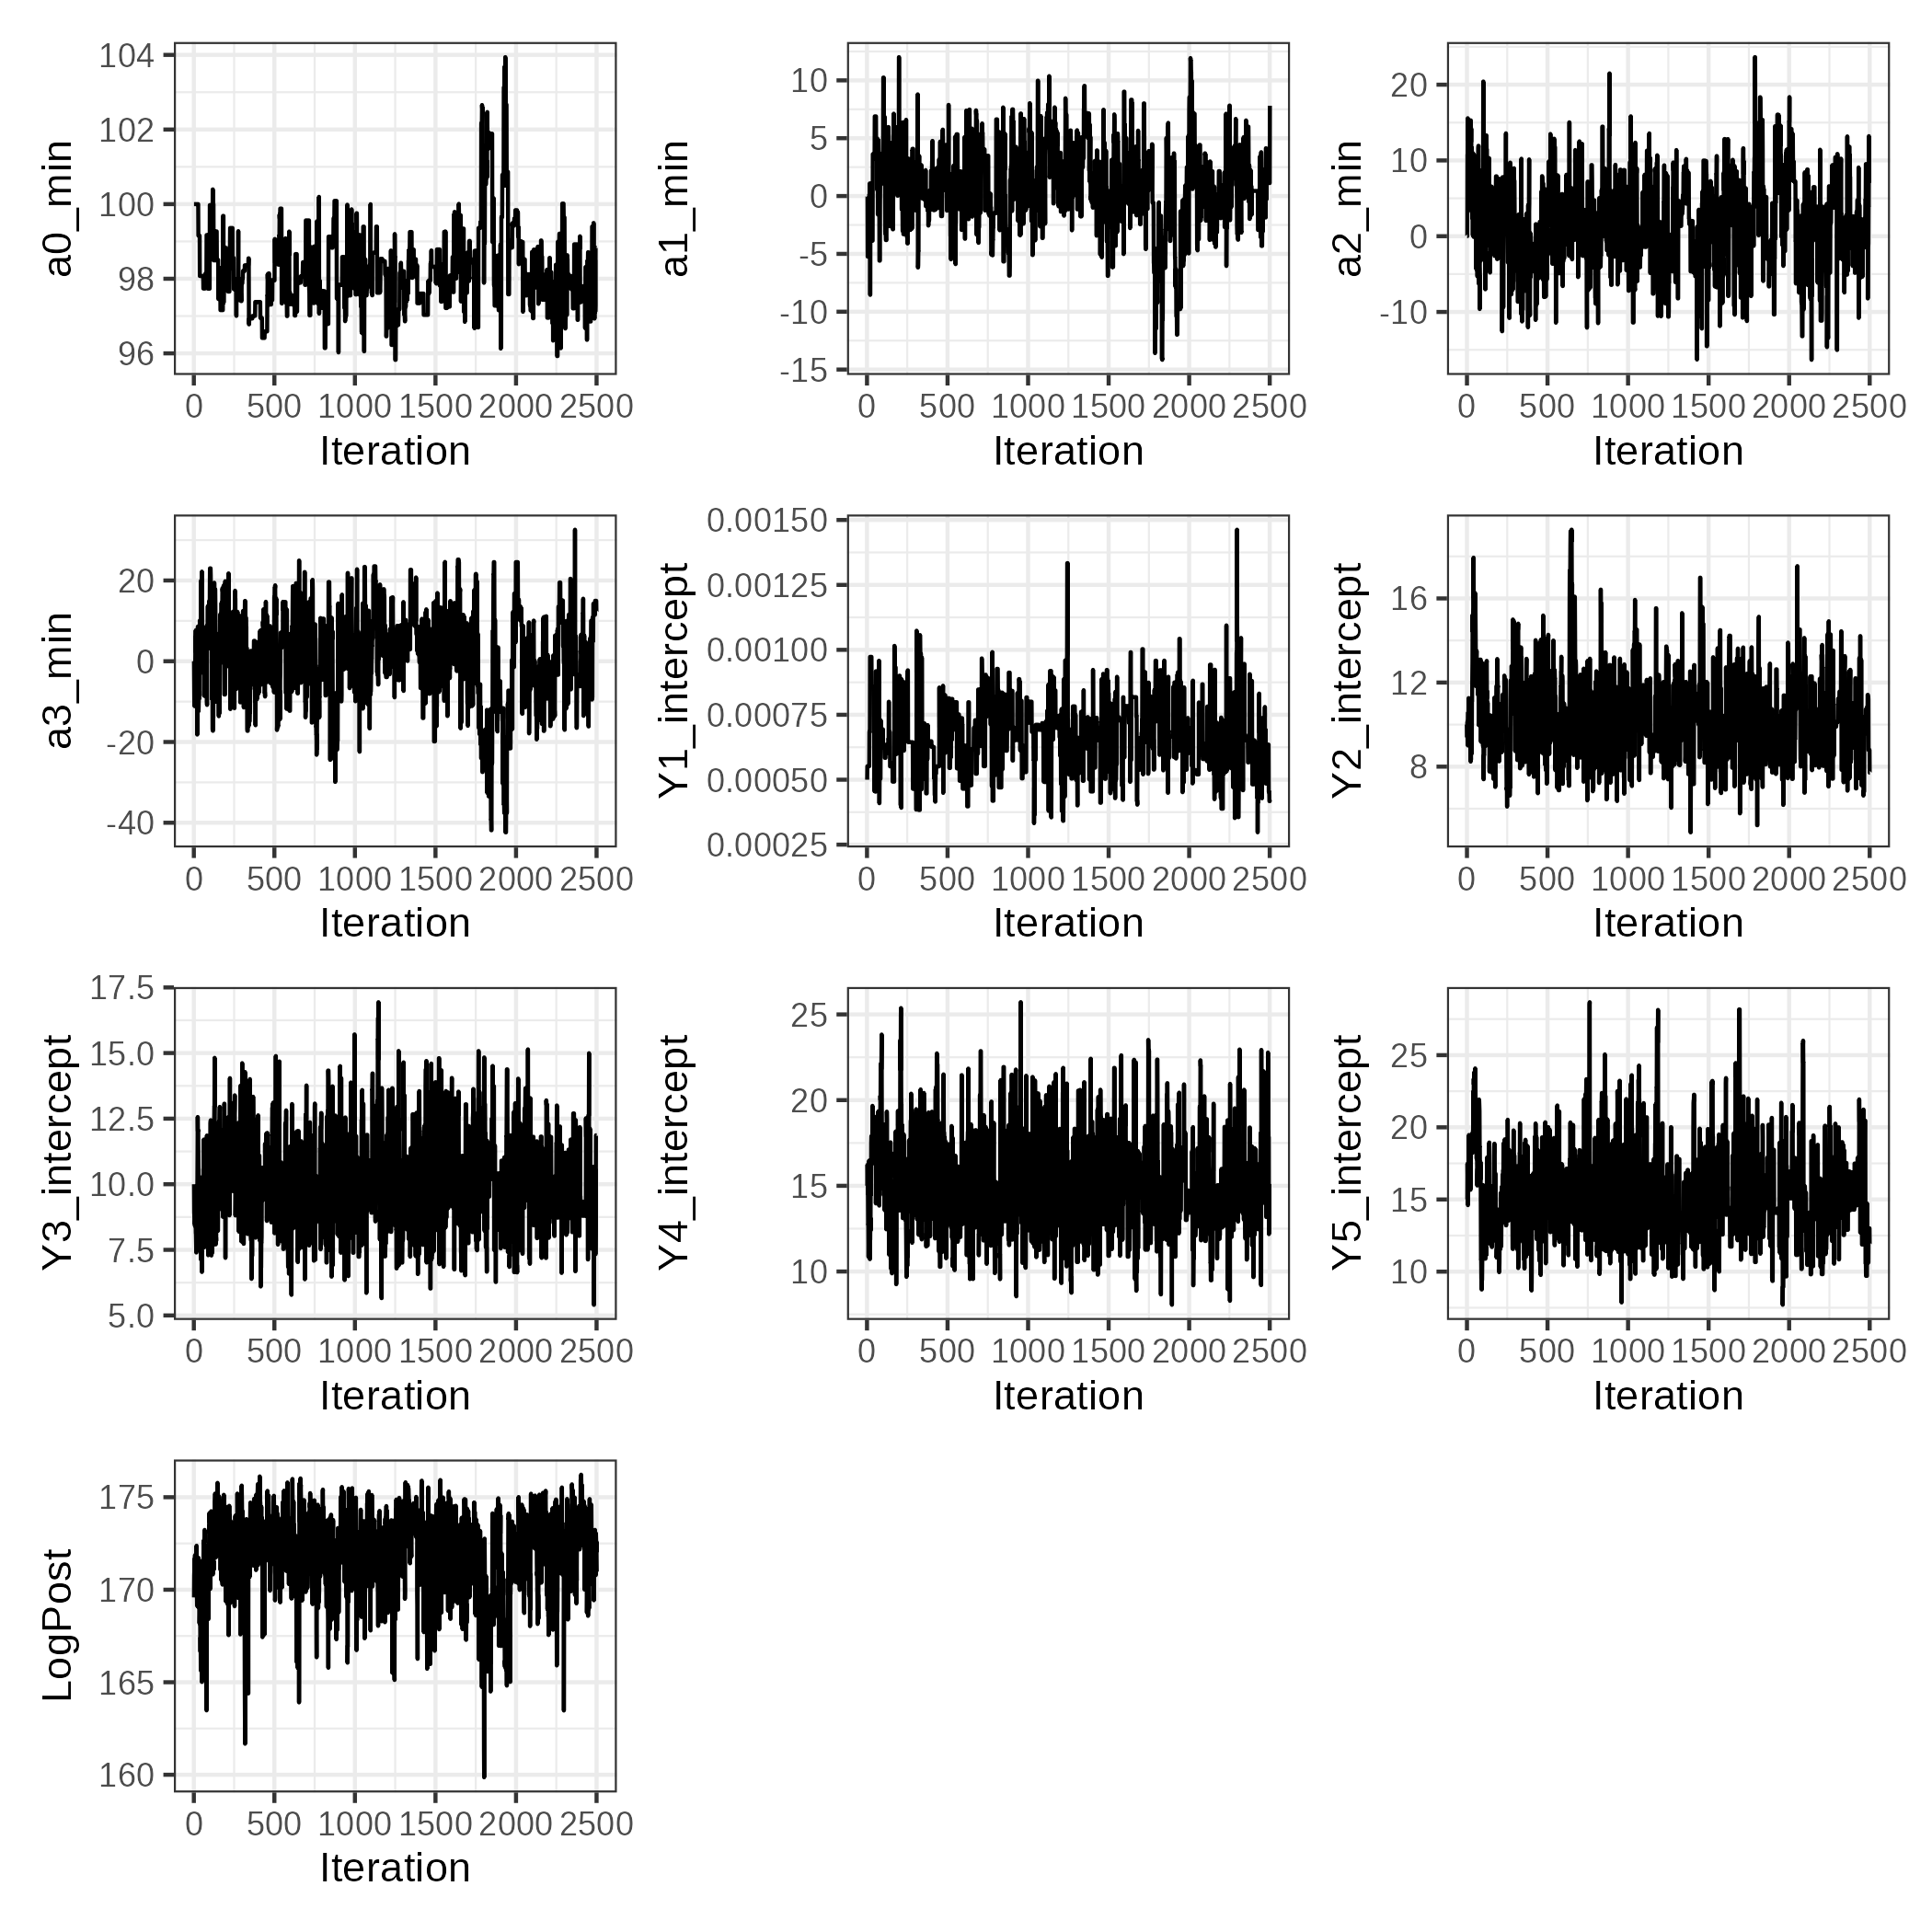 a0_min
104
102
100
98
96
0 500 1000 1500 2000 2500
Iteration
a1_min
10
5
0
-5
-10
-15
0 500 1000 1500 2000 2500
Iteration
a2_min
20
10
0
-10
0 500 1000 1500 2000 2500
Iteration
a3_min
20
0
-20
-40
0 500 1000 1500 2000 2500
Iteration
Y1_intercept
0.00150
0.00125
0.00100
0.00075
0.00050
0.00025
0 500 1000 1500 2000 2500
Iteration
Y2_intercept
16
12
8
0 500 1000 1500 2000 2500
Iteration
Y3_intercept
17.5
15.0
12.5
10.0
7.5
5.0
0 500 1000 1500 2000 2500
Iteration
Y4_intercept
25
20
15
10
0 500 1000 1500 2000 2500
Iteration
Y5_intercept
25
20
15
10
0 500 1000 1500 2000 2500
Iteration
LogPost
175
170
165
160
0 500 1000 1500 2000 2500
Iteration